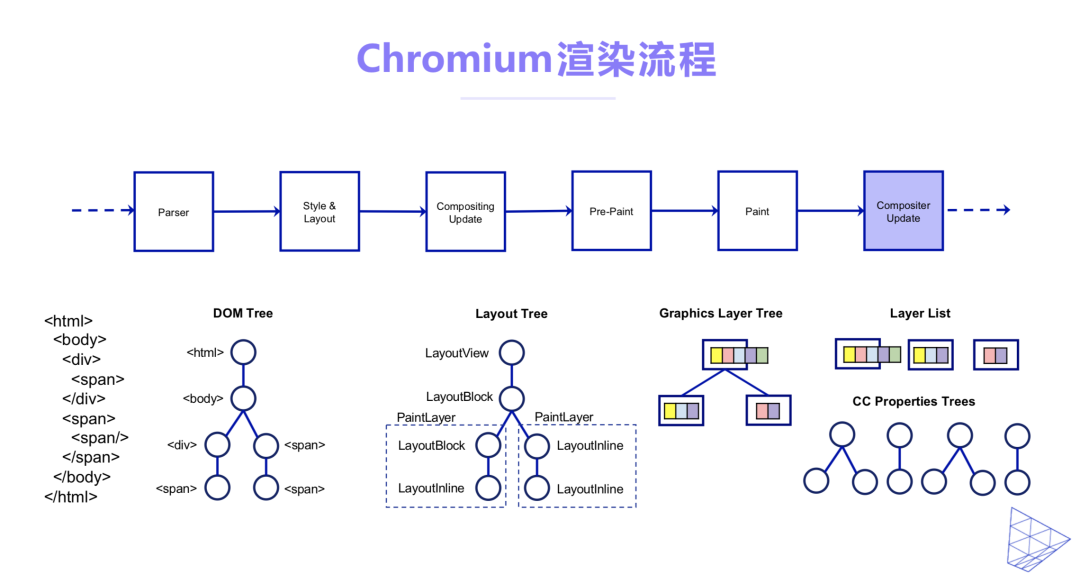 Chromium渲染流程
Parser
Style &
Layout
Compositing
Update
Pre-Paint
Paint
Compositer
Update
<html>
<body>
<div>
<span>
</div>
<span>
<span/>
</span>
</body>
</html>
DOM Tree
<html>
<body>
<div>
<span>
<span>
<span>
Layout Tree
LayoutView
LayoutBlock
PaintLayer
PaintLayer
LayoutBlock
LayoutInline
LayoutInline
LayoutInline
Graphics Layer Tree
Layer List
CC Properties Trees